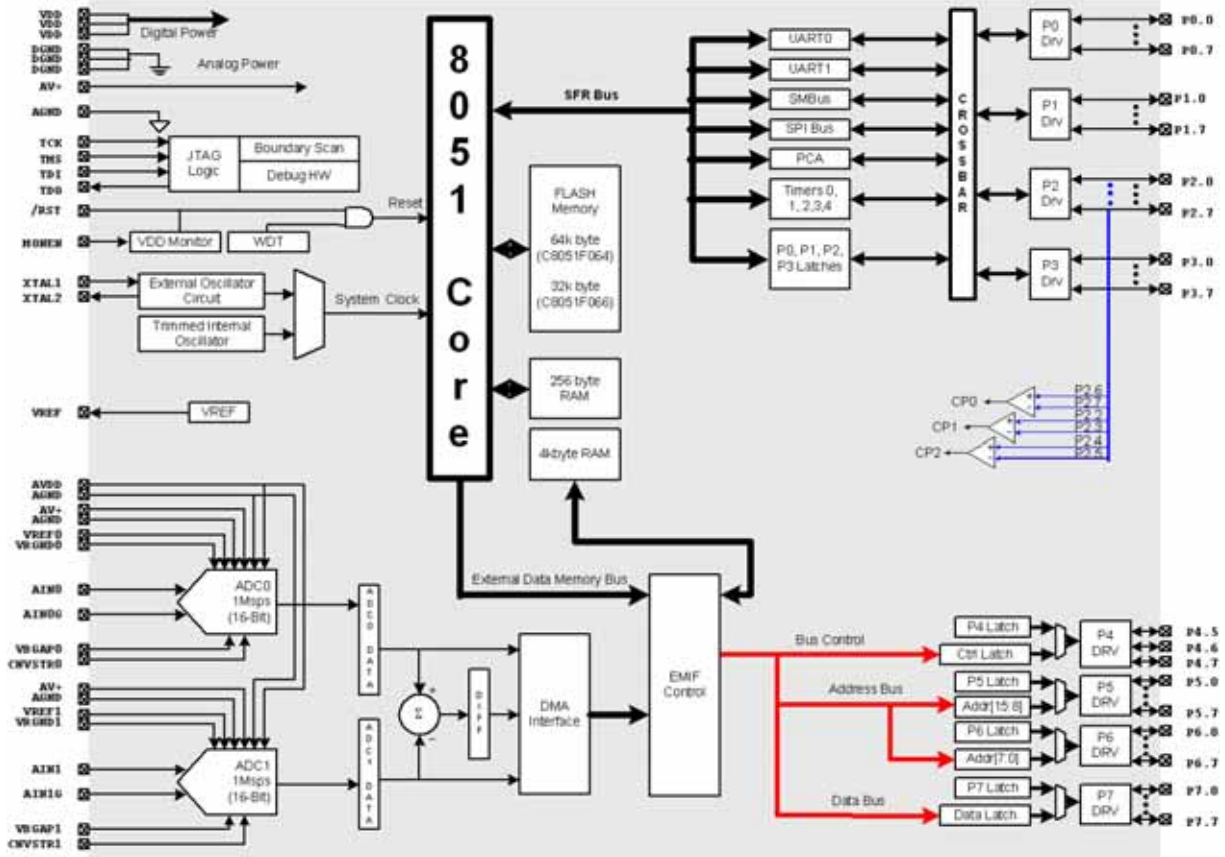 VDD
VDD
VDD
Digital Power
DGND
DGND
DGND
Analog Power
AV+
AGND
TCK
TMS
TDI
TDO
JTAG
Logic
Boundary Scan
Debug HW
/RST
Reset
MONEN
VDD Monitor
WDT
XTAL1
XTAL2
External Oscillator
Circuit
System Clock
Trimmed Internal
Oscillator
VREF
VREF
8051 Core
SFR Bus
FLASH
Memory
64k byte
(C8051F064)
32k byte
(C8051F066)
256 byte
RAM
4kbyte RAM
UART0
UART1
SMBus
SPI Bus
PCA
Timers 0,
1, 2,3,4
P0, P1, P2,
P3 Latches
CROSSBAR
P0
Drv
P0.0
P0.7
P1
Drv
P1.0
P1.7
P2
Drv
P2.0
P2.7
P3
Drv
P3.0
P3.7
P2.6
P2.7
CP0
P2.2
P2.3
CP1
P2.4
P2.5
CP2
AVDD
AGND
AV+
AGND
VREF0
VRGND0
AIN0
AIN0G
ADC0
1Msps
(16-Bit)
VBGAP0
CNVSTR0
AV+
AGND
VREF1
VRGND1
AIN1
AIN1G
ADC1
1Msps
(16-Bit)
VBGAP1
CNVSTR1
ADC0 DATA
ADC1 DATA
+
Σ
−
DIFF
DMA
Interface
External Data Memory Bus
EMIF
Control
Bus Control
Address Bus
Data Bus
P4 Latch
Ctrl Latch
P4
DRV
P4.5
P4.6
P4.7
P5 Latch
Addr[15:8]
P5
DRV
P5.0
P5.7
P6 Latch
Addr[7:0]
P6
DRV
P6.0
P6.7
P7 Latch
Data Latch
P7
DRV
P7.0
P7.7